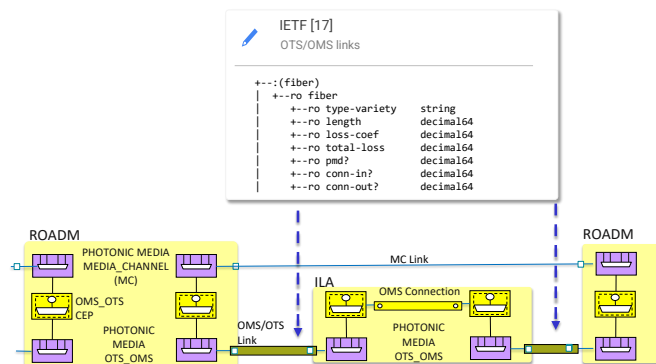 IETF [17]
OTS/OMS links
+--:(fiber)
| +--ro fiber
| +--ro type-variety string
| +--ro length decimal64
| +--ro loss-coef decimal64
| +--ro total-loss decimal64
| +--ro pmd? decimal64
| +--ro conn-in? decimal64
| +--ro conn-out? decimal64
ROADM
PHOTONIC MEDIA
MEDIA_CHANNEL
(MC)
OMS_OTS
CEP
PHOTONIC
MEDIA
OTS_OMS
OMS/OTS
Link
MC Link
ILA
OMS Connection
PHOTONIC
MEDIA
OTS_OMS
ROADM